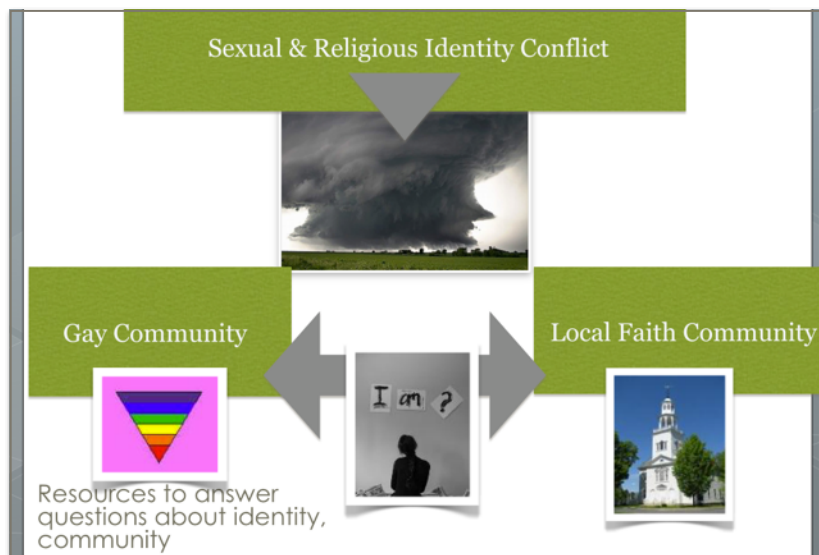 Sexual & Religious Identity Conflict
Gay Community
I am ?
Local Faith Community
Resources to answer
questions about identity,
community